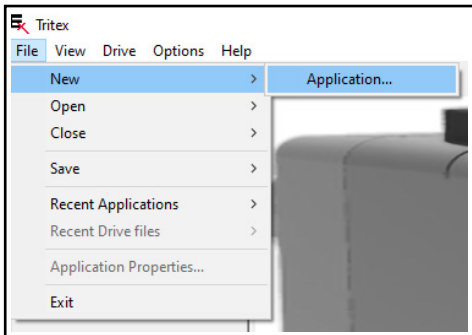 Tritex
File View Drive Options Help
New > Application...
Open >
Close >
Save >
Recent Applications >
Recent Drive files >
Application Properties...
Exit